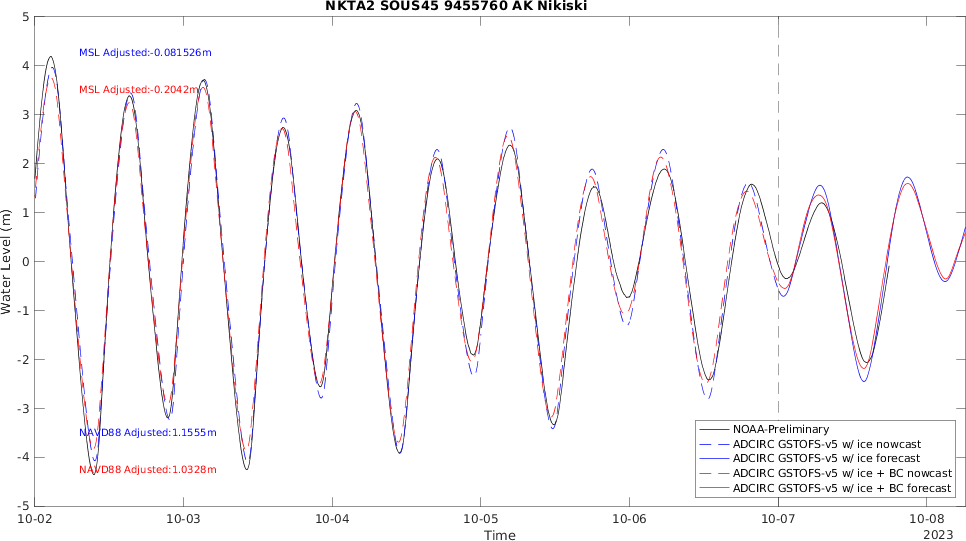 NKTA2 SOUS45 9455760 AK Nikiski
5
4
3
2
1
0
-1
-2
-3
-4
-5
Water Level (m)
MSL Adjusted:-0.081526m
MSL Adjusted:-0.2042m
NAVD88 Adjusted:1.1555m
NAVD88 Adjusted:1.0328m
NOAA-Preliminary
ADCIRC GSTOFS-v5 w/ ice nowcast
ADCIRC GSTOFS-v5 w/ ice forecast
ADCIRC GSTOFS-v5 w/ ice + BC nowcast
ADCIRC GSTOFS-v5 w/ ice + BC forecast
10-02 10-03 10-04 10-05 10-06 10-07 10-08
Time
2023